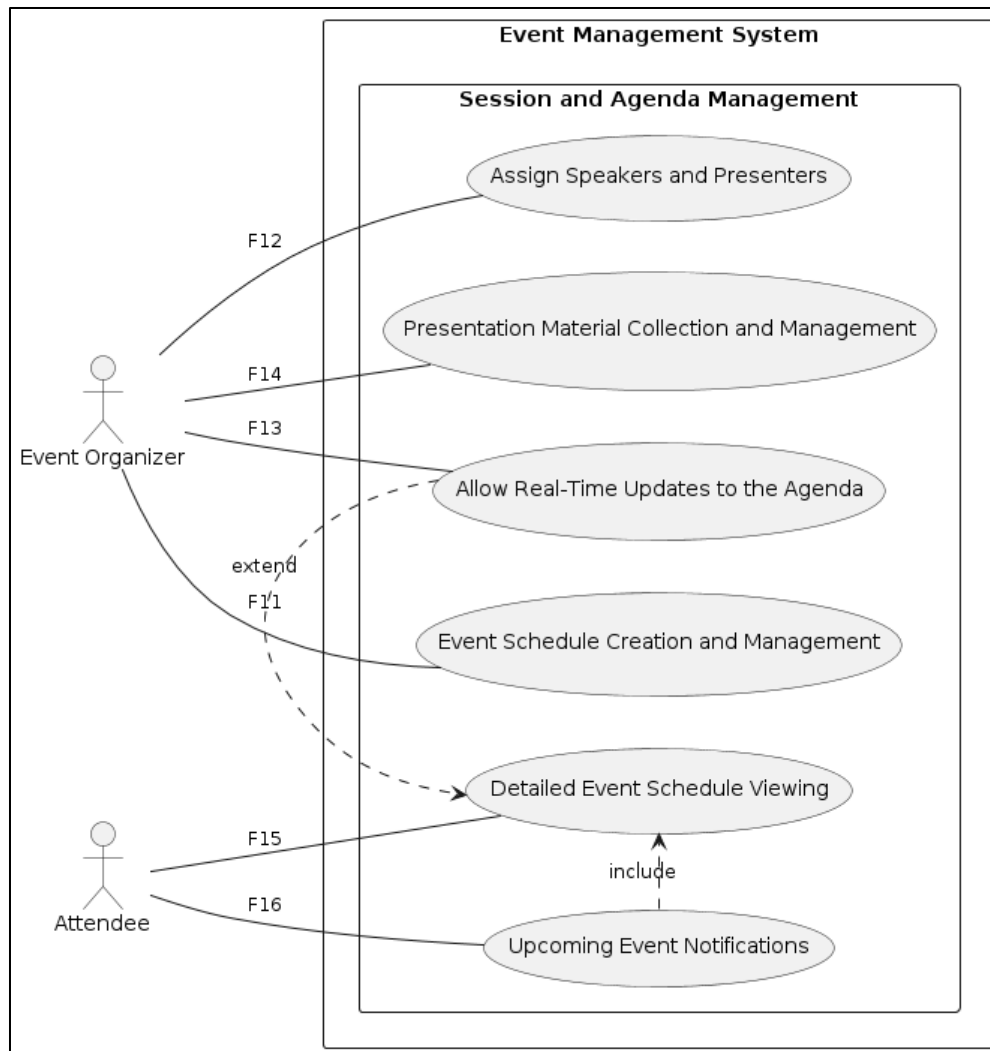 Event Management System
Session and Agenda Management
Assign Speakers and Presenters
F12
Presentation Material Collection and Management
F14
F13
Event Organizer
Allow Real-Time Updates to the Agenda
extend
F11
Event Schedule Creation and Management
Detailed Event Schedule Viewing
F15
include
F16
Attendee
Upcoming Event Notifications